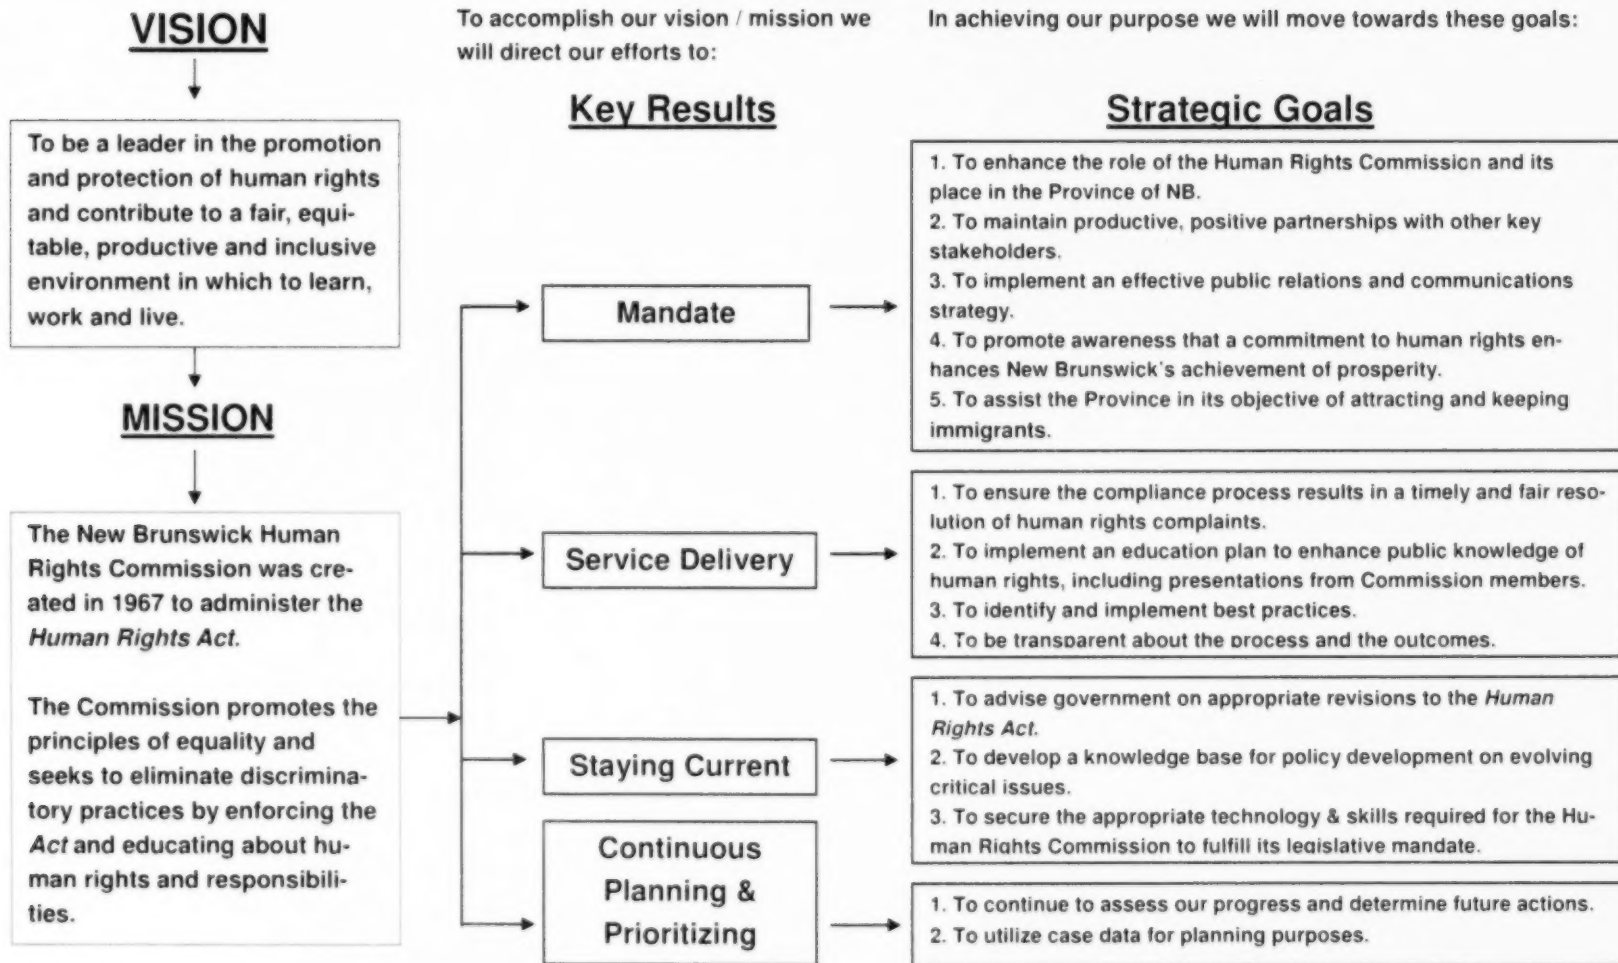 VISION
To be a leader in the promotion
and protection of human rights
and contribute to a fair, equi-
table, productive and inclusive
environment in which to learn,
work and live.
MISSION
The New Brunswick Human
Rights Commission was cre-
ated in 1967 to administer the
Human Rights Act.
The Commission promotes the
principles of equality and
seeks to eliminate discrimina-
tory practices by enforcing the
Act and educating about hu-
man rights and responsibili-
ties.
To accomplish our vision / mission we
will direct our efforts to:
Key Results
Mandate
Service Delivery
Staying Current
Continuous
Planning &
Prioritizing
In achieving our purpose we will move towards these goals:
Strategic Goals
1. To enhance the role of the Human Rights Commission and its
place in the Province of NB.
2. To maintain productive, positive partnerships with other key
stakeholders.
3. To implement an effective public relations and communications
strategy.
4. To promote awareness that a commitment to human rights en-
hances New Brunswick's achievement of prosperity.
5. To assist the Province in its objective of attracting and keeping
immigrants.
1. To ensure the compliance process results in a timely and fair reso-
lution of human rights complaints.
2. To implement an education plan to enhance public knowledge of
human rights, including presentations from Commission members.
3. To identify and implement best practices.
4. To be transparent about the process and the outcomes.
1. To advise government on appropriate revisions to the Human
Rights Act.
2. To develop a knowledge base for policy development on evolving
critical issues.
3. To secure the appropriate technology & skills required for the Hu-
man Rights Commission to fulfill its legislative mandate.
1. To continue to assess our progress and determine future actions.
2. To utilize case data for planning purposes.